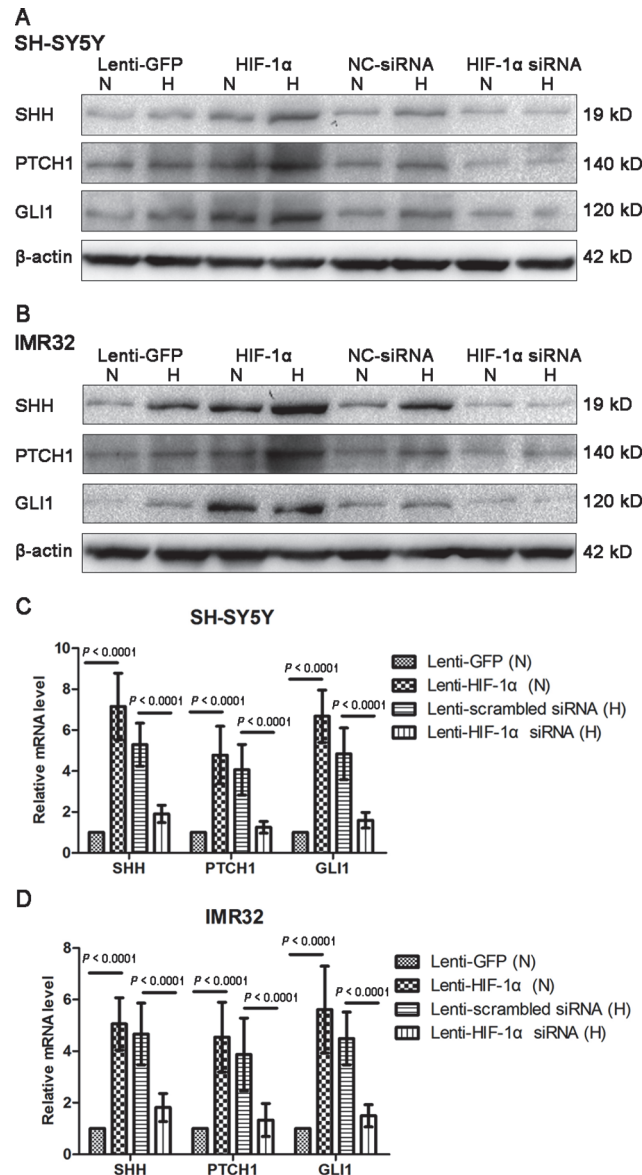 A
SH-SY5Y
Lenti-GFP HIF-1α NC-siRNA HIF-1α siRNA
N H N H N H N H
SHH 19 kD
PTCH1 140 kD
GLI1 120 kD
β-actin 42 kD
B
IMR32
Lenti-GFP HIF-1α NC-siRNA HIF-1α siRNA
N H N H N H N H
SHH 19 kD
PTCH1 140 kD
GLI1 120 kD
β-actin 42 kD
C
SH-SY5Y
Relative mRNA level
10
8
6
4
2
0
P < 0.0001
P < 0.0001
P < 0.0001
P < 0.0001
P < 0.0001
P < 0.0001
SHH PTCH1 GLI1
Lenti-GFP (N)
Lenti-HIF-1α (N)
Lenti-scrambled siRNA (H)
Lenti-HIF-1α siRNA (H)
D
IMR32
Relative mRNA level
8
6
4
2
0
P < 0.0001
P < 0.0001
P < 0.0001
P < 0.0001
P < 0.0001
P < 0.0001
SHH PTCH1 GLI1
Lenti-GFP (N)
Lenti-HIF-1α (N)
Lenti-scrambled siRNA (H)
Lenti-HIF-1α siRNA (H)